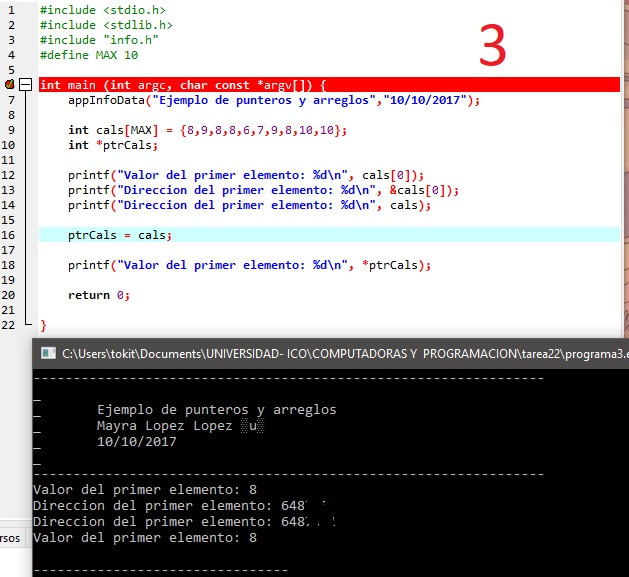 1 #include <stdio.h>
2 #include <stdlib.h>
3 #include "info.h"
4 #define MAX 10
3
5
int main (int argc, char const *argv[]) {
7 appInfoData("Ejemplo de punteros y arreglos","10/10/2017");
8
9 int cals[MAX] = {8,9,8,8,6,7,9,8,10,10};
10 int *ptrCals;
11
12 printf("Valor del primer elemento: %d\n", cals[0]);
13 printf("Direccion del primer elemento: %d\n", &cals[0]);
14 printf("Direccion del primer elemento: %d\n", cals);
15
16 ptrCals = cals;
17
18 printf("Valor del primer elemento: %d\n", *ptrCals);
19
20 return 0;
21
22 }
C:\Users\tokit\Documents\UNIVERSIDAD- ICO\COMPUTADORAS Y PROGRAMACION\tarea22\programa3.e
----------------------------------------------------------------
_
_ Ejemplo de punteros y arreglos
_ Mayra Lopez Lopez ▒u▒
_ 10/10/2017
_
----------------------------------------------------------------
Valor del primer elemento: 8
Direccion del primer elemento:
Direccion del primer elemento:
Valor del primer elemento: 8
--------------------------------
rsos